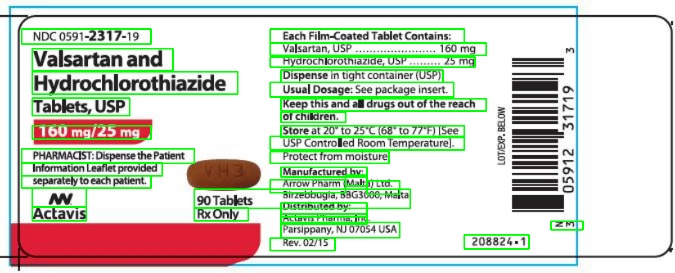 NDC 0591-2317-19
Valsartan and
Hydrochlorothiazide
Tablets, USP
160 mg/25 mg
PHARMACIST: Dispense the Patient
Information Leaflet provided
separately to each patient.
Actavis
VH3
90 Tablets
Rx Only
Each Film-Coated Tablet Contains:
Valsartan, USP ........................ 160 mg
Hydrochlorothiazide, USP ......... 25 mg
Dispense in tight container (USP)
Usual Dosage: See package insert.
Keep this and all drugs out of the reach
of children.
Store at 20° to 25°C (68° to 77°F) [See
USP Controlled Room Temperature].
Protect from moisture
Manufactured by:
Arrow Pharm (Malta) Ltd.
Birzebbugia, BBG3000, Malta
Distributed by:
Actavis Pharma, Inc.
Parsippany, NJ 07054 USA
Rev. 02/15
208824-1
LOT/EXP. BELOW
N
3
05912 31719
3